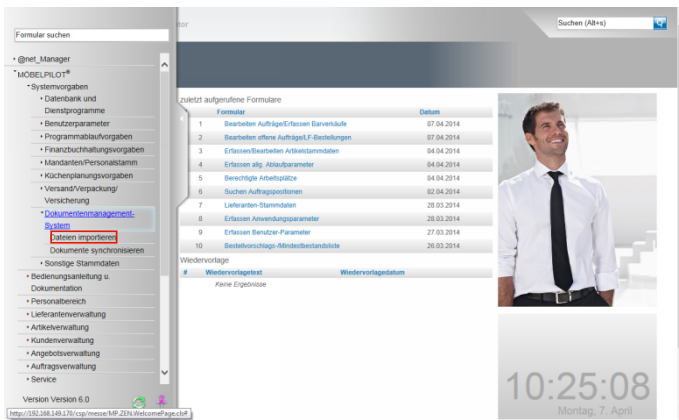 tor
Suchen (Alt+s)
Formular suchen
@net_Manager
MÖBELPILOT®
Systemvorgaben
Datenbank und
Dienstprogramme
Benutzerparameter
Programmablaufvorgaben
Finanzbuchhaltungsvorgaben
Mandanten/Personalstamm
Küchenplanungsvorgaben
Versand/Verpackung/
Versicherung
Dokumentenmanagement-
System
Dateien importieren
Dokumente synchronisieren
Sonstige Stammdaten
Bedienungsanleitung u.
Dokumentation
Personalbereich
Lieferantenverwaltung
Artikelverwaltung
Kundenverwaltung
Angebotsverwaltung
Auftragsverwaltung
Service
Version Version 6.0
http://192.168.149.170/csp/messe/MP.ZEN.WelcomePage.cls#
zuletzt aufgerufene Formulare
Formular Datum
1 Bearbeiten Aufträge/Erfassen Barverkäufe 07.04.2014
2 Bearbeiten offene Aufträge/LF-Bestellungen 07.04.2014
3 Erfassen/Bearbeiten Artikelstammdaten 04.04.2014
4 Erfassen allg. Ablaufparameter 04.04.2014
5 Berechtigte Arbeitsplätze 04.04.2014
6 Suchen Auftragspositionen 02.04.2014
7 Lieferanten-Stammdaten 28.03.2014
8 Erfassen Anwendungsparameter 28.03.2014
9 Erfassen Benutzer-Parameter 27.03.2014
10 Bestellvorschlags-/Mindestbestandsliste 26.03.2014
Wiedervorlage
# Wiedervorlagetext Wiedervorlagedatum
Keine Ergebnisse
10:25:08
Montag, 7. April